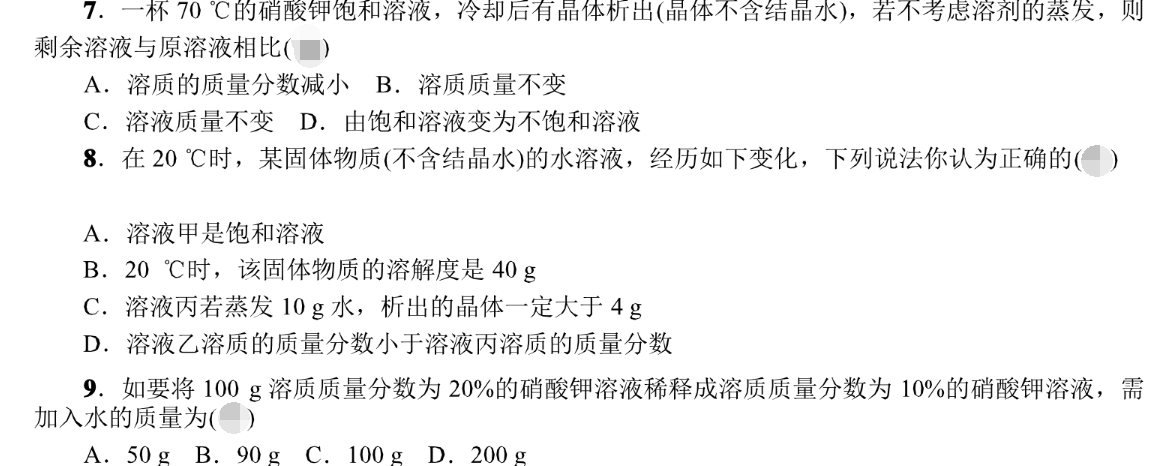 7．一杯 70 ℃的硝酸钾饱和溶液，冷却后有晶体析出(晶体不含结晶水)，若不考虑溶剂的蒸发，则
剩余溶液与原溶液相比( )
A．溶质的质量分数减小　B．溶质质量不变
C．溶液质量不变　D．由饱和溶液变为不饱和溶液
8．在 20 ℃时，某固体物质(不含结晶水)的水溶液，经历如下变化，下列说法你认为正确的( )
A．溶液甲是饱和溶液
B．20 ℃时，该固体物质的溶解度是 40 g
C．溶液丙若蒸发 10 g 水，析出的晶体一定大于 4 g
D．溶液乙溶质的质量分数小于溶液丙溶质的质量分数
9．如要将 100 g 溶质质量分数为 20%的硝酸钾溶液稀释成溶质质量分数为 10%的硝酸钾溶液，需
加入水的质量为( )
A．50 g　B．90 g　C．100 g　D．200 g